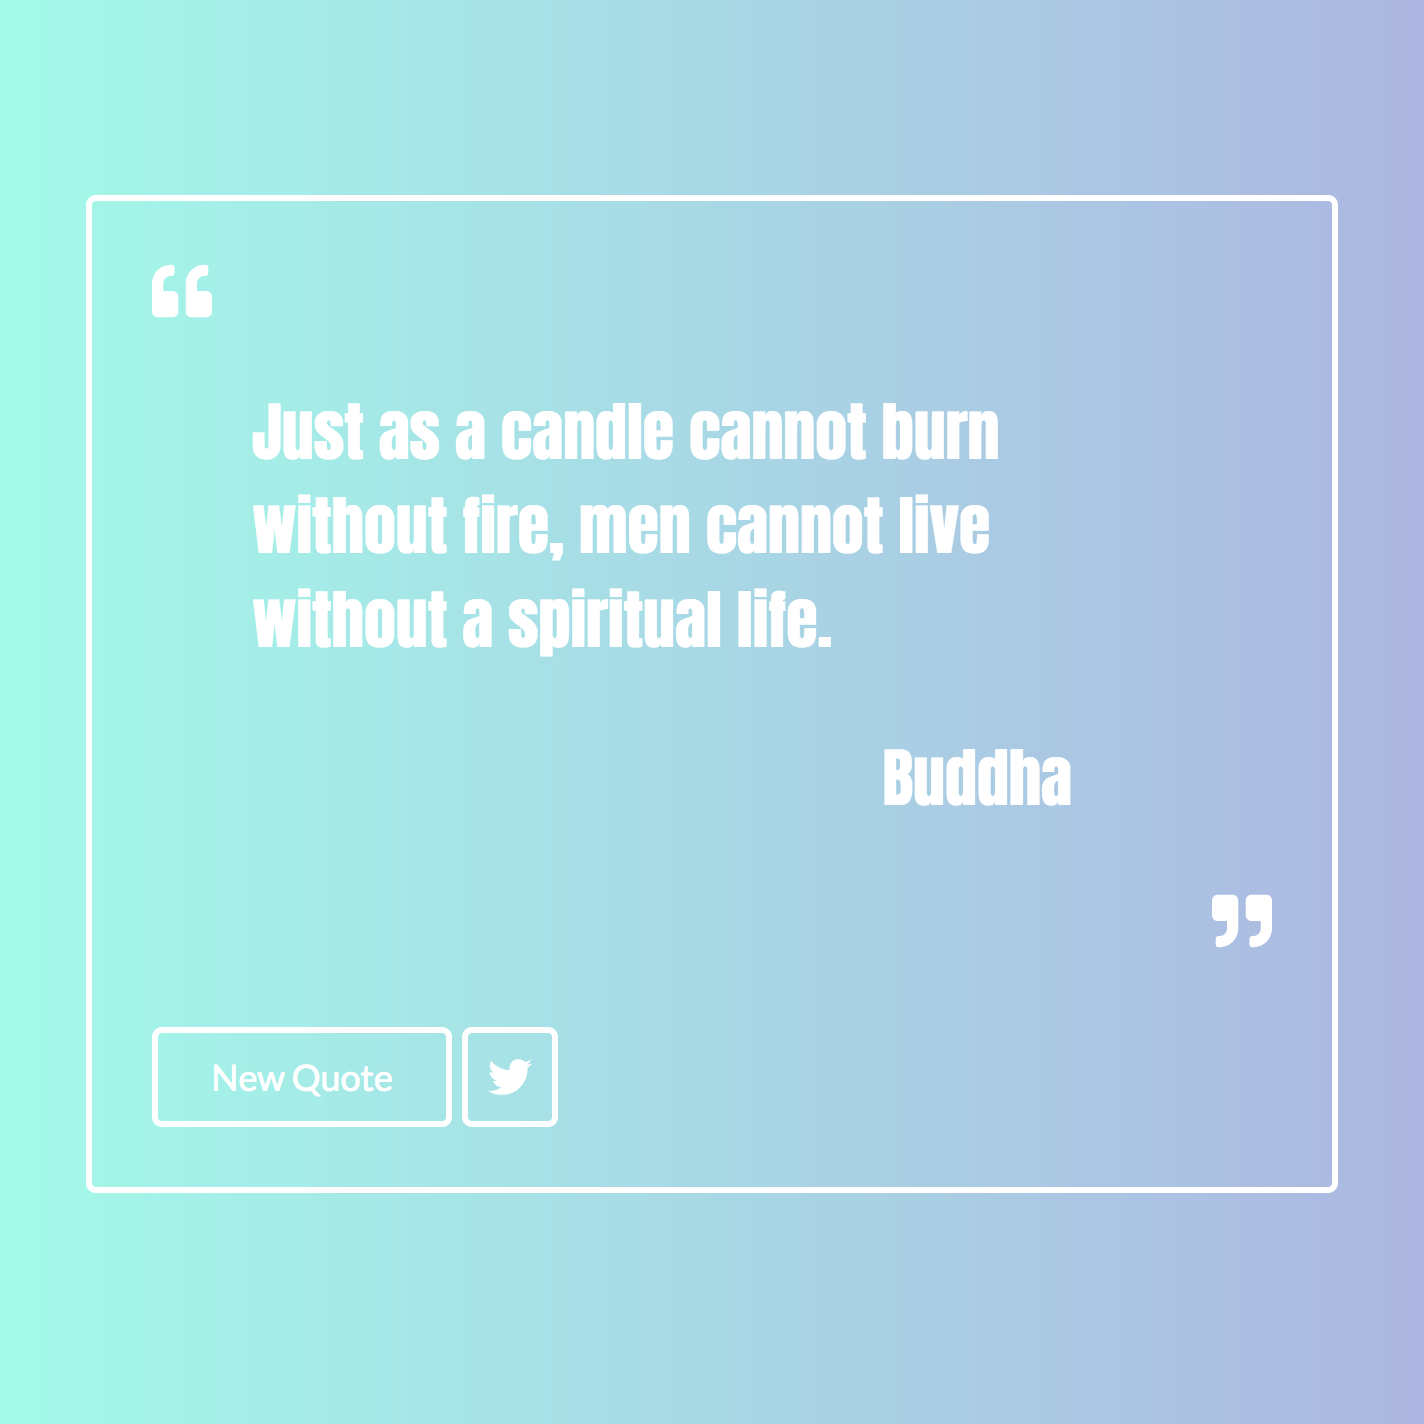 “
Just as a candle cannot burn
without fire, men cannot live
without a spiritual life.
Buddha
”
New Quote